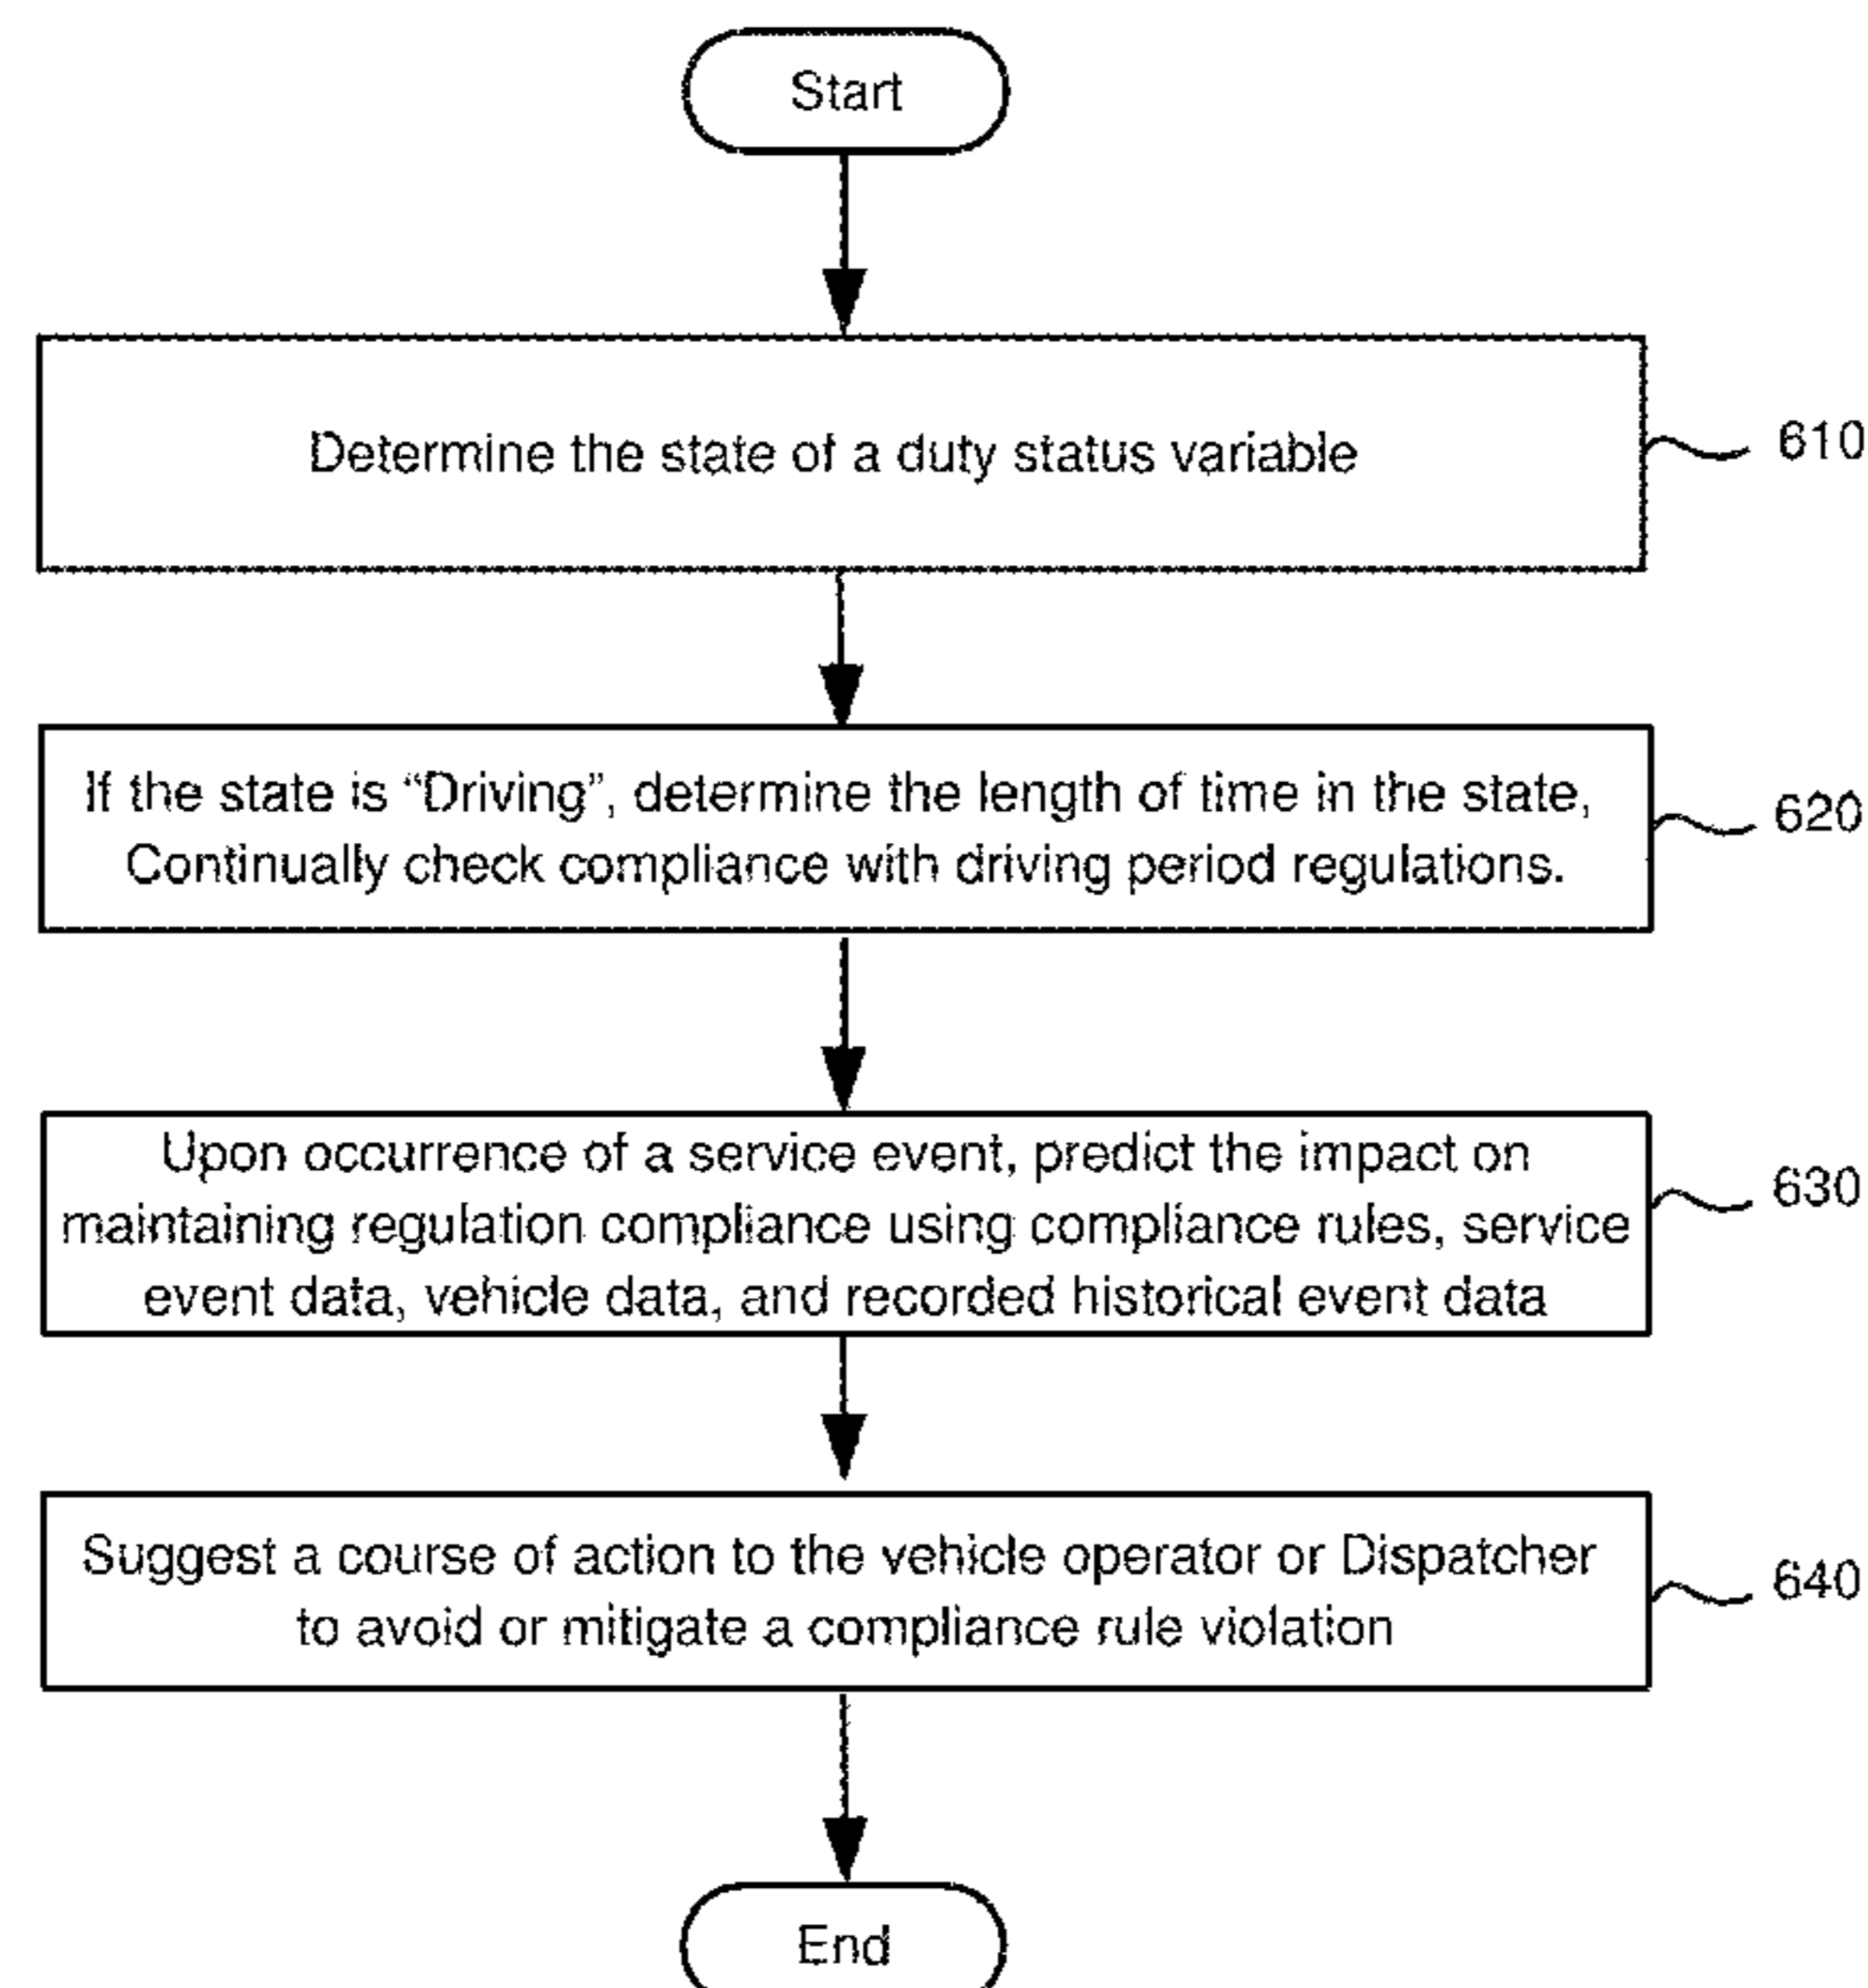 Start
Determine the state of a duty status variable
610
If the state is “Driving”, determine the length of time in the state,
Continually check compliance with driving period regulations.
620
Upon occurrence of a service event, predict the impact on
maintaining regulation compliance using compliance rules, service
event data, vehicle data, and recorded historical event data
630
Suggest a course of action to the vehicle operator or Dispatcher
to avoid or mitigate a compliance rule violation
640
End